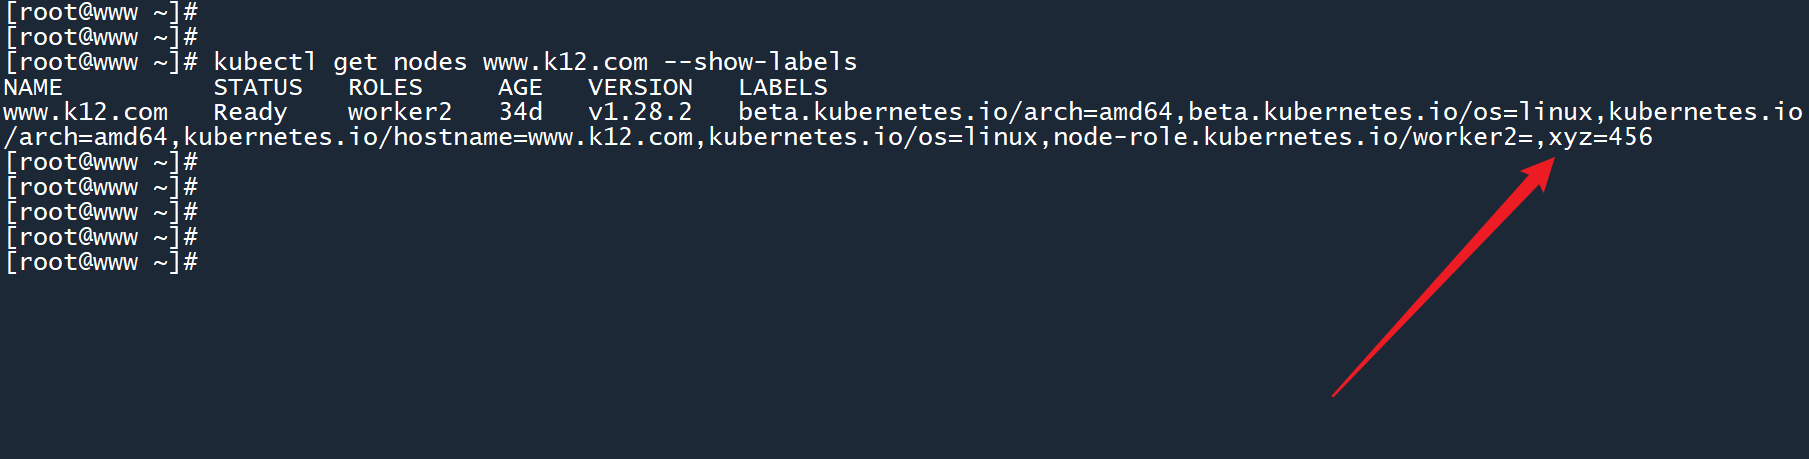 [root@www ~]#
[root@www ~]#
[root@www ~]# kubectl get nodes www.k12.com --show-labels
NAME          STATUS   ROLES     AGE   VERSION   LABELS
www.k12.com   Ready    worker2   34d   v1.28.2   beta.kubernetes.io/arch=amd64,beta.kubernetes.io/os=linux,kubernetes.io
/arch=amd64,kubernetes.io/hostname=www.k12.com,kubernetes.io/os=linux,node-role.kubernetes.io/worker2=,xyz=456
[root@www ~]#
[root@www ~]#
[root@www ~]#
[root@www ~]#
[root@www ~]#